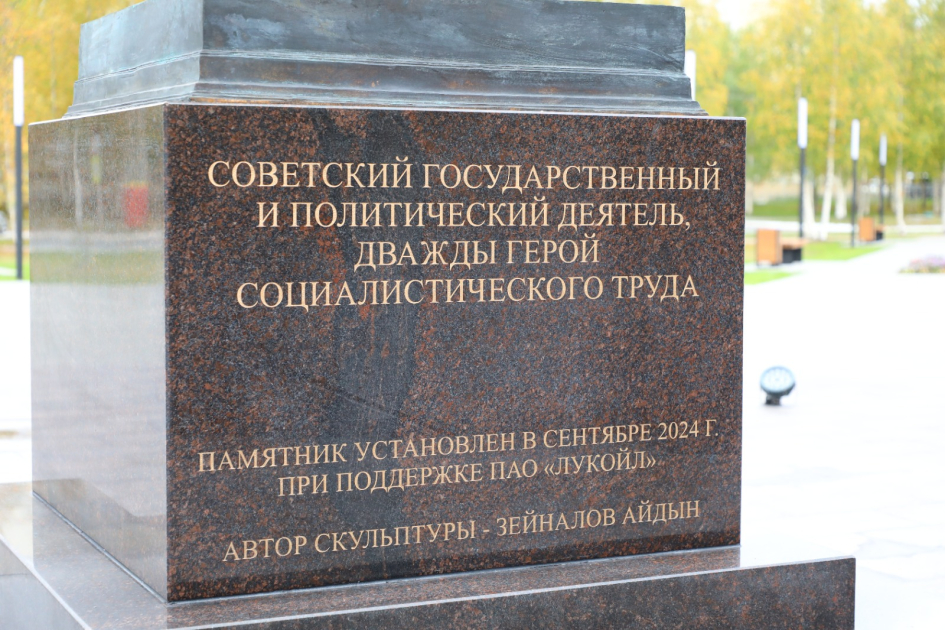 СОВЕТСКИЙ ГОСУДАРСТВЕННЫЙ
И ПОЛИТИЧЕСКИЙ ДЕЯТЕЛЬ,
ДВАЖДЫ ГЕРОЙ
СОЦИАЛИСТИЧЕСКОГО ТРУДА
ПАМЯТНИК УСТАНОВЛЕН В СЕНТЯБРЕ 2024 Г.
ПРИ ПОДДЕРЖКЕ ПАО «ЛУКОЙЛ»
АВТОР СКУЛЬПТУРЫ - ЗЕЙНАЛОВ АЙДЫН